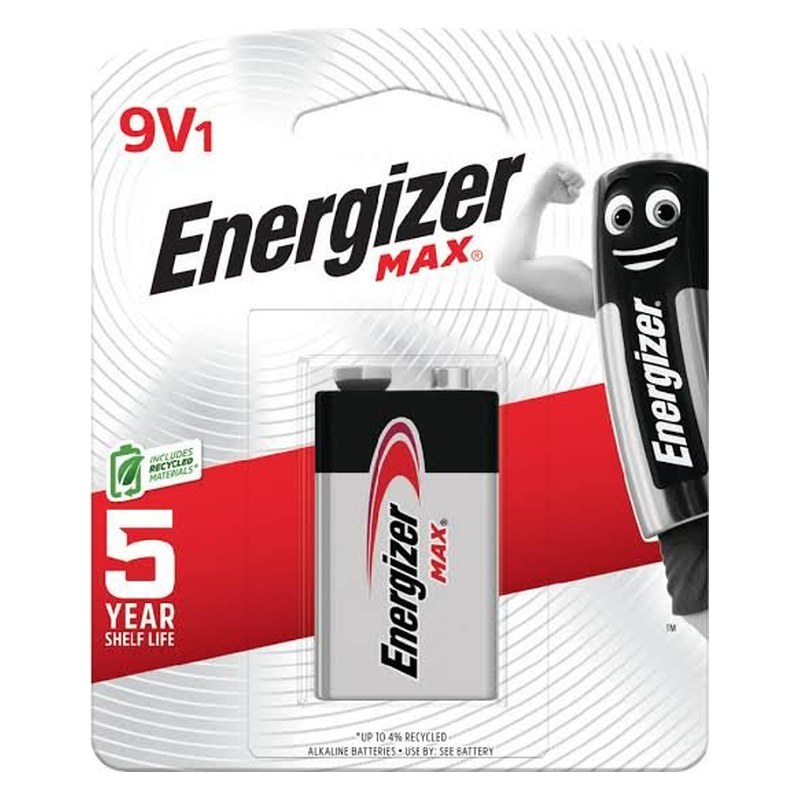 9V1
Energizer
MAX®
Energizer®
INCLUDES
RECYCLED
MATERIALS*
5
YEAR
SHELF LIFE
Energizer
MAX®
TM
*UP TO 4% RECYCLED
ALKALINE BATTERIES • USE BY: SEE BATTERY